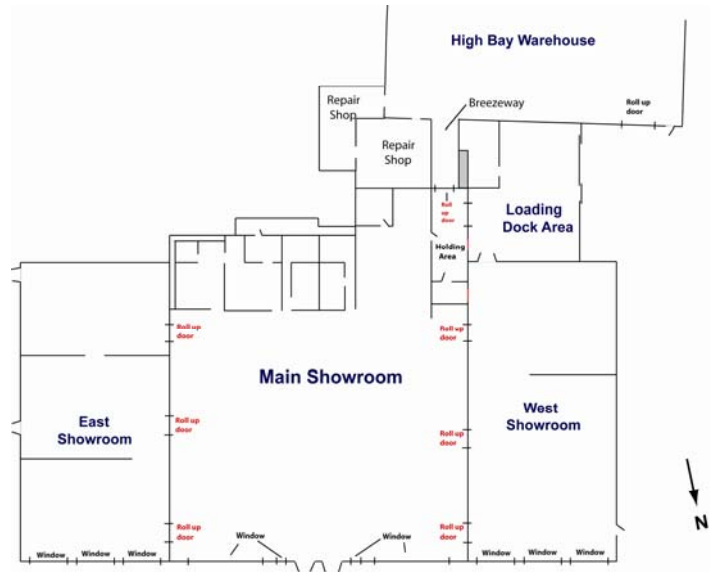 High Bay Warehouse
Repair
Shop
Breezeway
Roll up
door
Repair
Shop
Roll
up
door
Loading
Dock Area
Holding
Area
Roll up
door
Roll up
door
Main Showroom
East
Showroom
Roll up
door
West
Showroom
Roll up
door
Roll up
door
Roll up
door
N
Window
Window
Window
Window
Window
Window
Window
Window